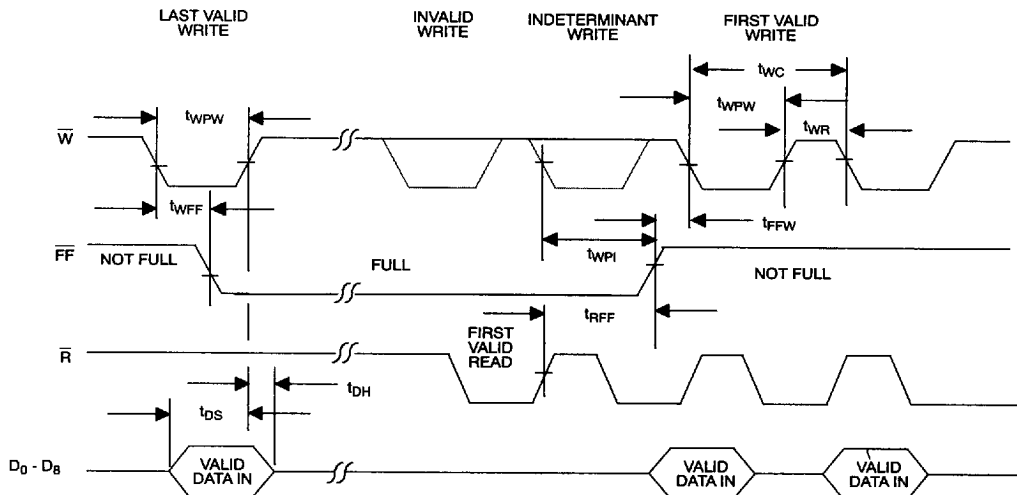 LAST VALID
WRITE
INVALID
WRITE
INDETERMINANT
WRITE
FIRST VALID
WRITE
tWC
tWPW
tWPW
tWR
W
tWFF
tFFW
FF
NOT FULL
FULL
tWPI
NOT FULL
tRFF
R
FIRST
VALID
READ
tDH
tDS
D0 - D8
VALID
DATA IN
VALID
DATA IN
VALID
DATA IN